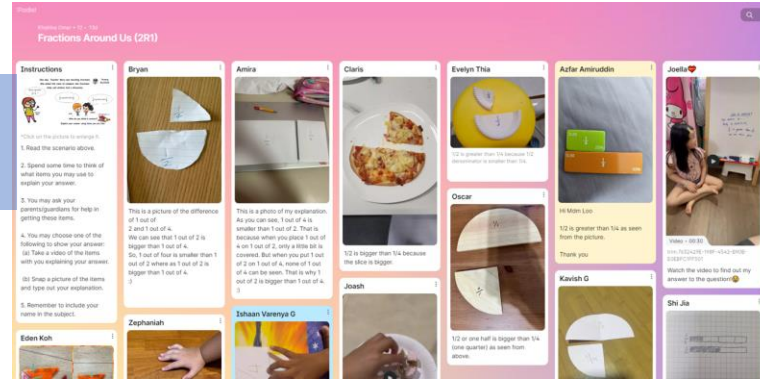 Padlet
Fractions Around Us (2R1)
Instructions
*Click on the picture to enlarge it.
1. Read the scenario above.
2. Spend some time to think of
what items you may use to
explain your answer.
3. You may ask your
parents/guardians for help in
getting these items.
4. You may choose one of the
following to show your answer:
(a) Take a video of the items
with you explaining your answer.
(b) Snap a picture of the items
and type out your explanation.
5. Remember to include your
name in the subject.
Eden Koh
Bryan
This is a picture of the difference
of 1 out of
2 and 1 out of 4.
We can see that 1 out of 2 is
bigger than 1 out of 4.
So, 1 out of four is smaller than 1
out of 2 where as 1 out of 2 is
bigger than 1 out of 4.
:)
Zephaniah
Amira
This is a photo of my explanation.
As you can see, 1 out of 4 is
smaller than 1 out of 2. That is
because when you place 1 out of
4 on 1 out of 2, only a little bit is
covered. But when you put 1 out
of 2 on 1 out of 4, none of 1 out
of 4 can be seen. That is why 1
out of 2 is bigger than 1 out of 4.
:)
Ishaan Varenya G
Claris
1/2 is bigger than 1/4 because
the slice is bigger.
Joash
Evelyn Thia
1/2 is greater than 1/4 because 1/2
denominator is smaller than 1/4.
Oscar
1/2 or one half is bigger than 1/4
(one quarter) as seen from
above.
Azfar Amiruddin
Hi Mdm Loo
1/2 is greater than 1/4 as seen
from the picture.
Thank you
Kavish G
Joella
Video • 00:30
Watch the video to find out my
answer to the question!
Shi Jia